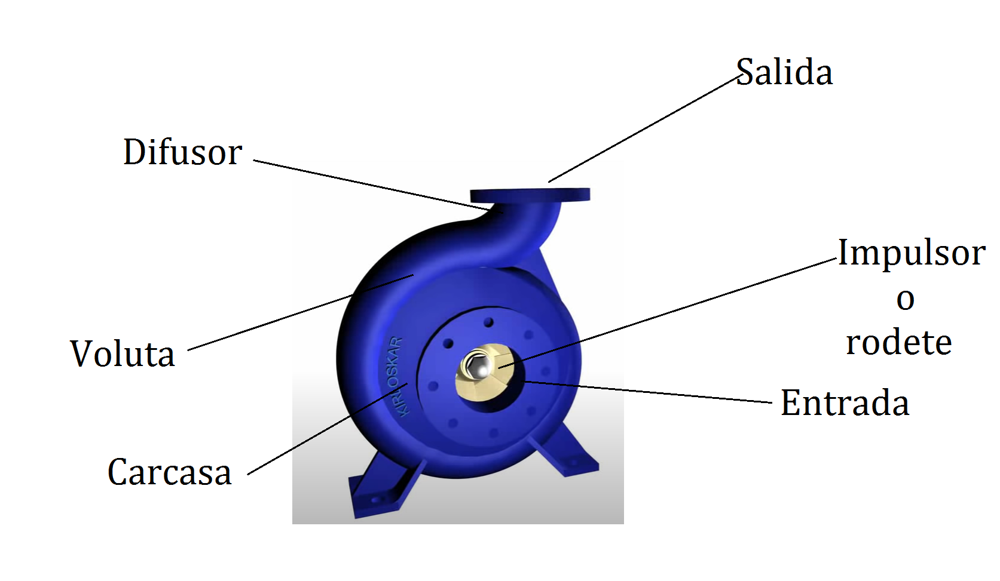 Salida
Difusor
Impulsor
o
rodete
Voluta
KIRLOSKAR
Entrada
Carcasa